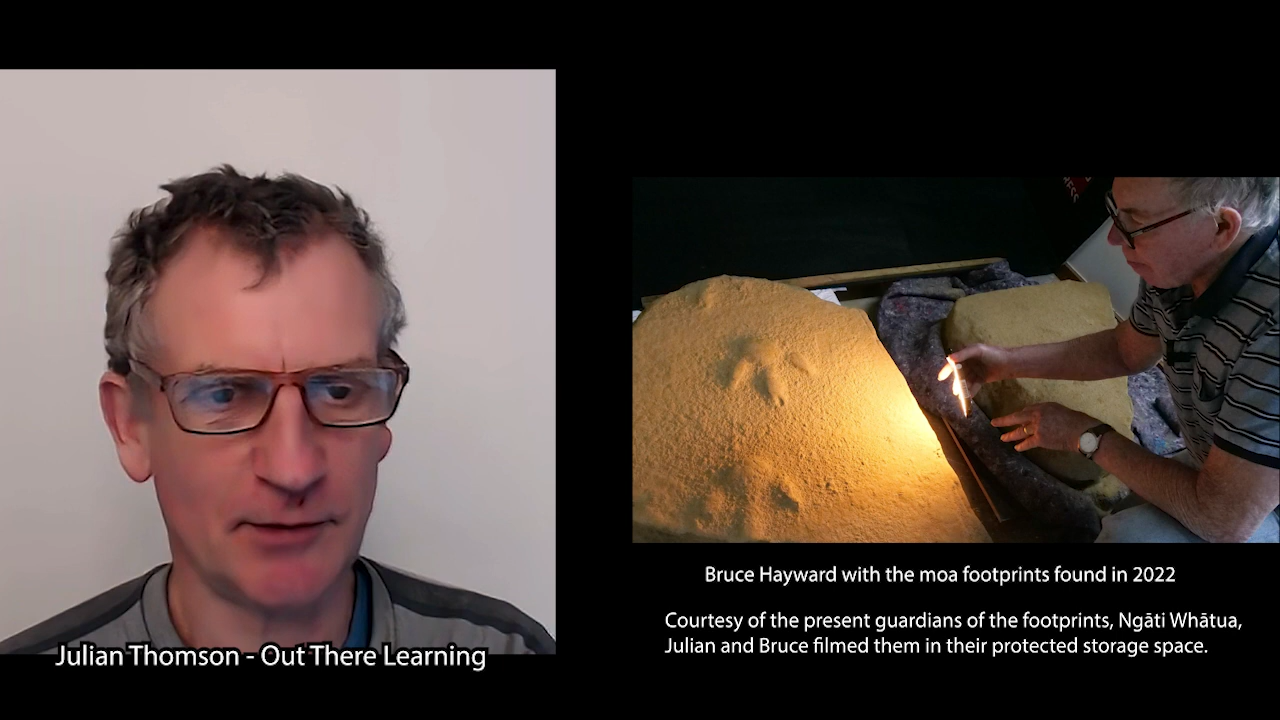 Julian Thomson - Out There Learning
Bruce Hayward with the moa footprints found in 2022
Courtesy of the present guardians of the footprints, Ngāti Whātua,
Julian and Bruce filmed them in their protected storage space.